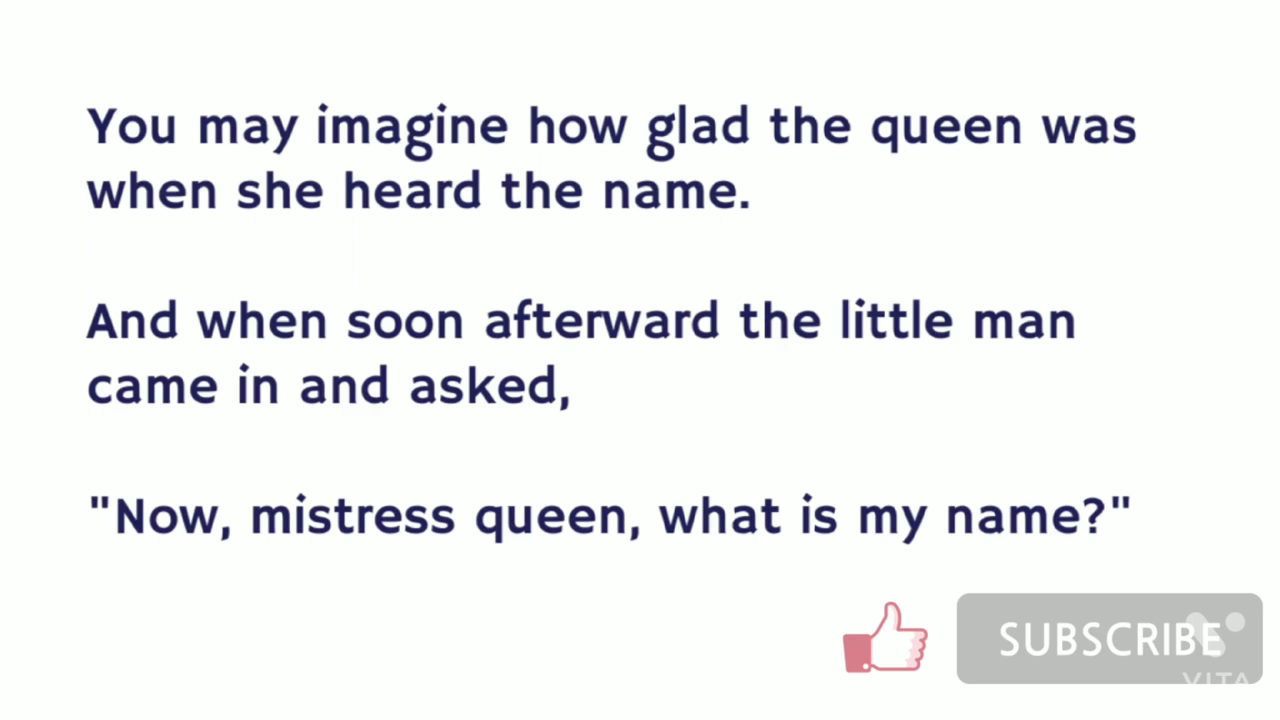 You may imagine how glad the queen was
when she heard the name.
And when soon afterward the little man
came in and asked,
"Now, mistress queen, what is my name?"
SUBSCRIBE
VITA